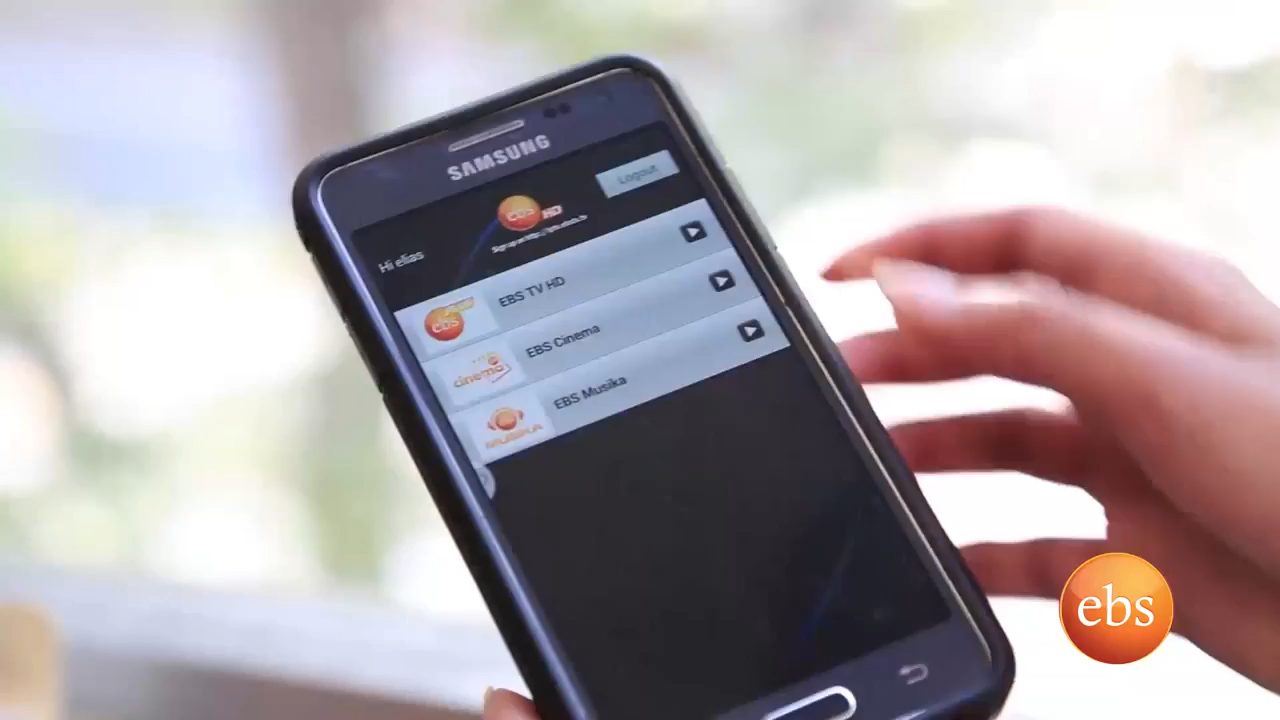 SAMSUNG
Logout
ebs HD
Hi elias
EBS TV HD
ebs
EBS Cinema
cinema
EBS Musika
MUSIKA
ebs